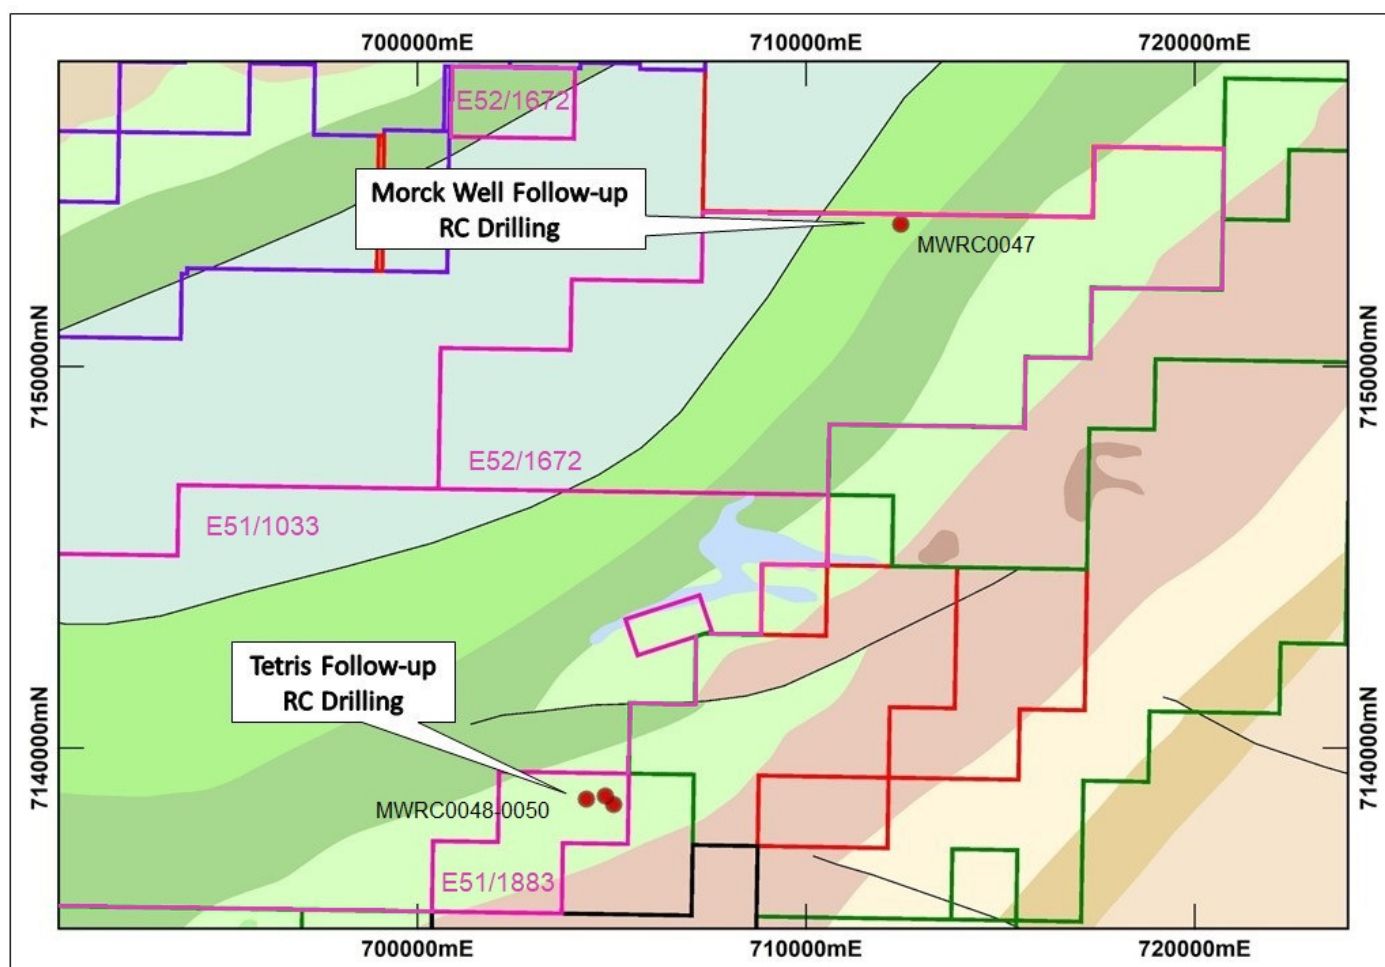 700000mE
710000mE
720000mE
E52/1672
Morck Well Follow-up
RC Drilling
MWRC0047
7150000mN
7150000mN
E52/1672
E51/1033
Tetris Follow-up
RC Drilling
7140000mN
7140000mN
MWRC0048-0050
E51/1883
700000mE
710000mE
720000mE